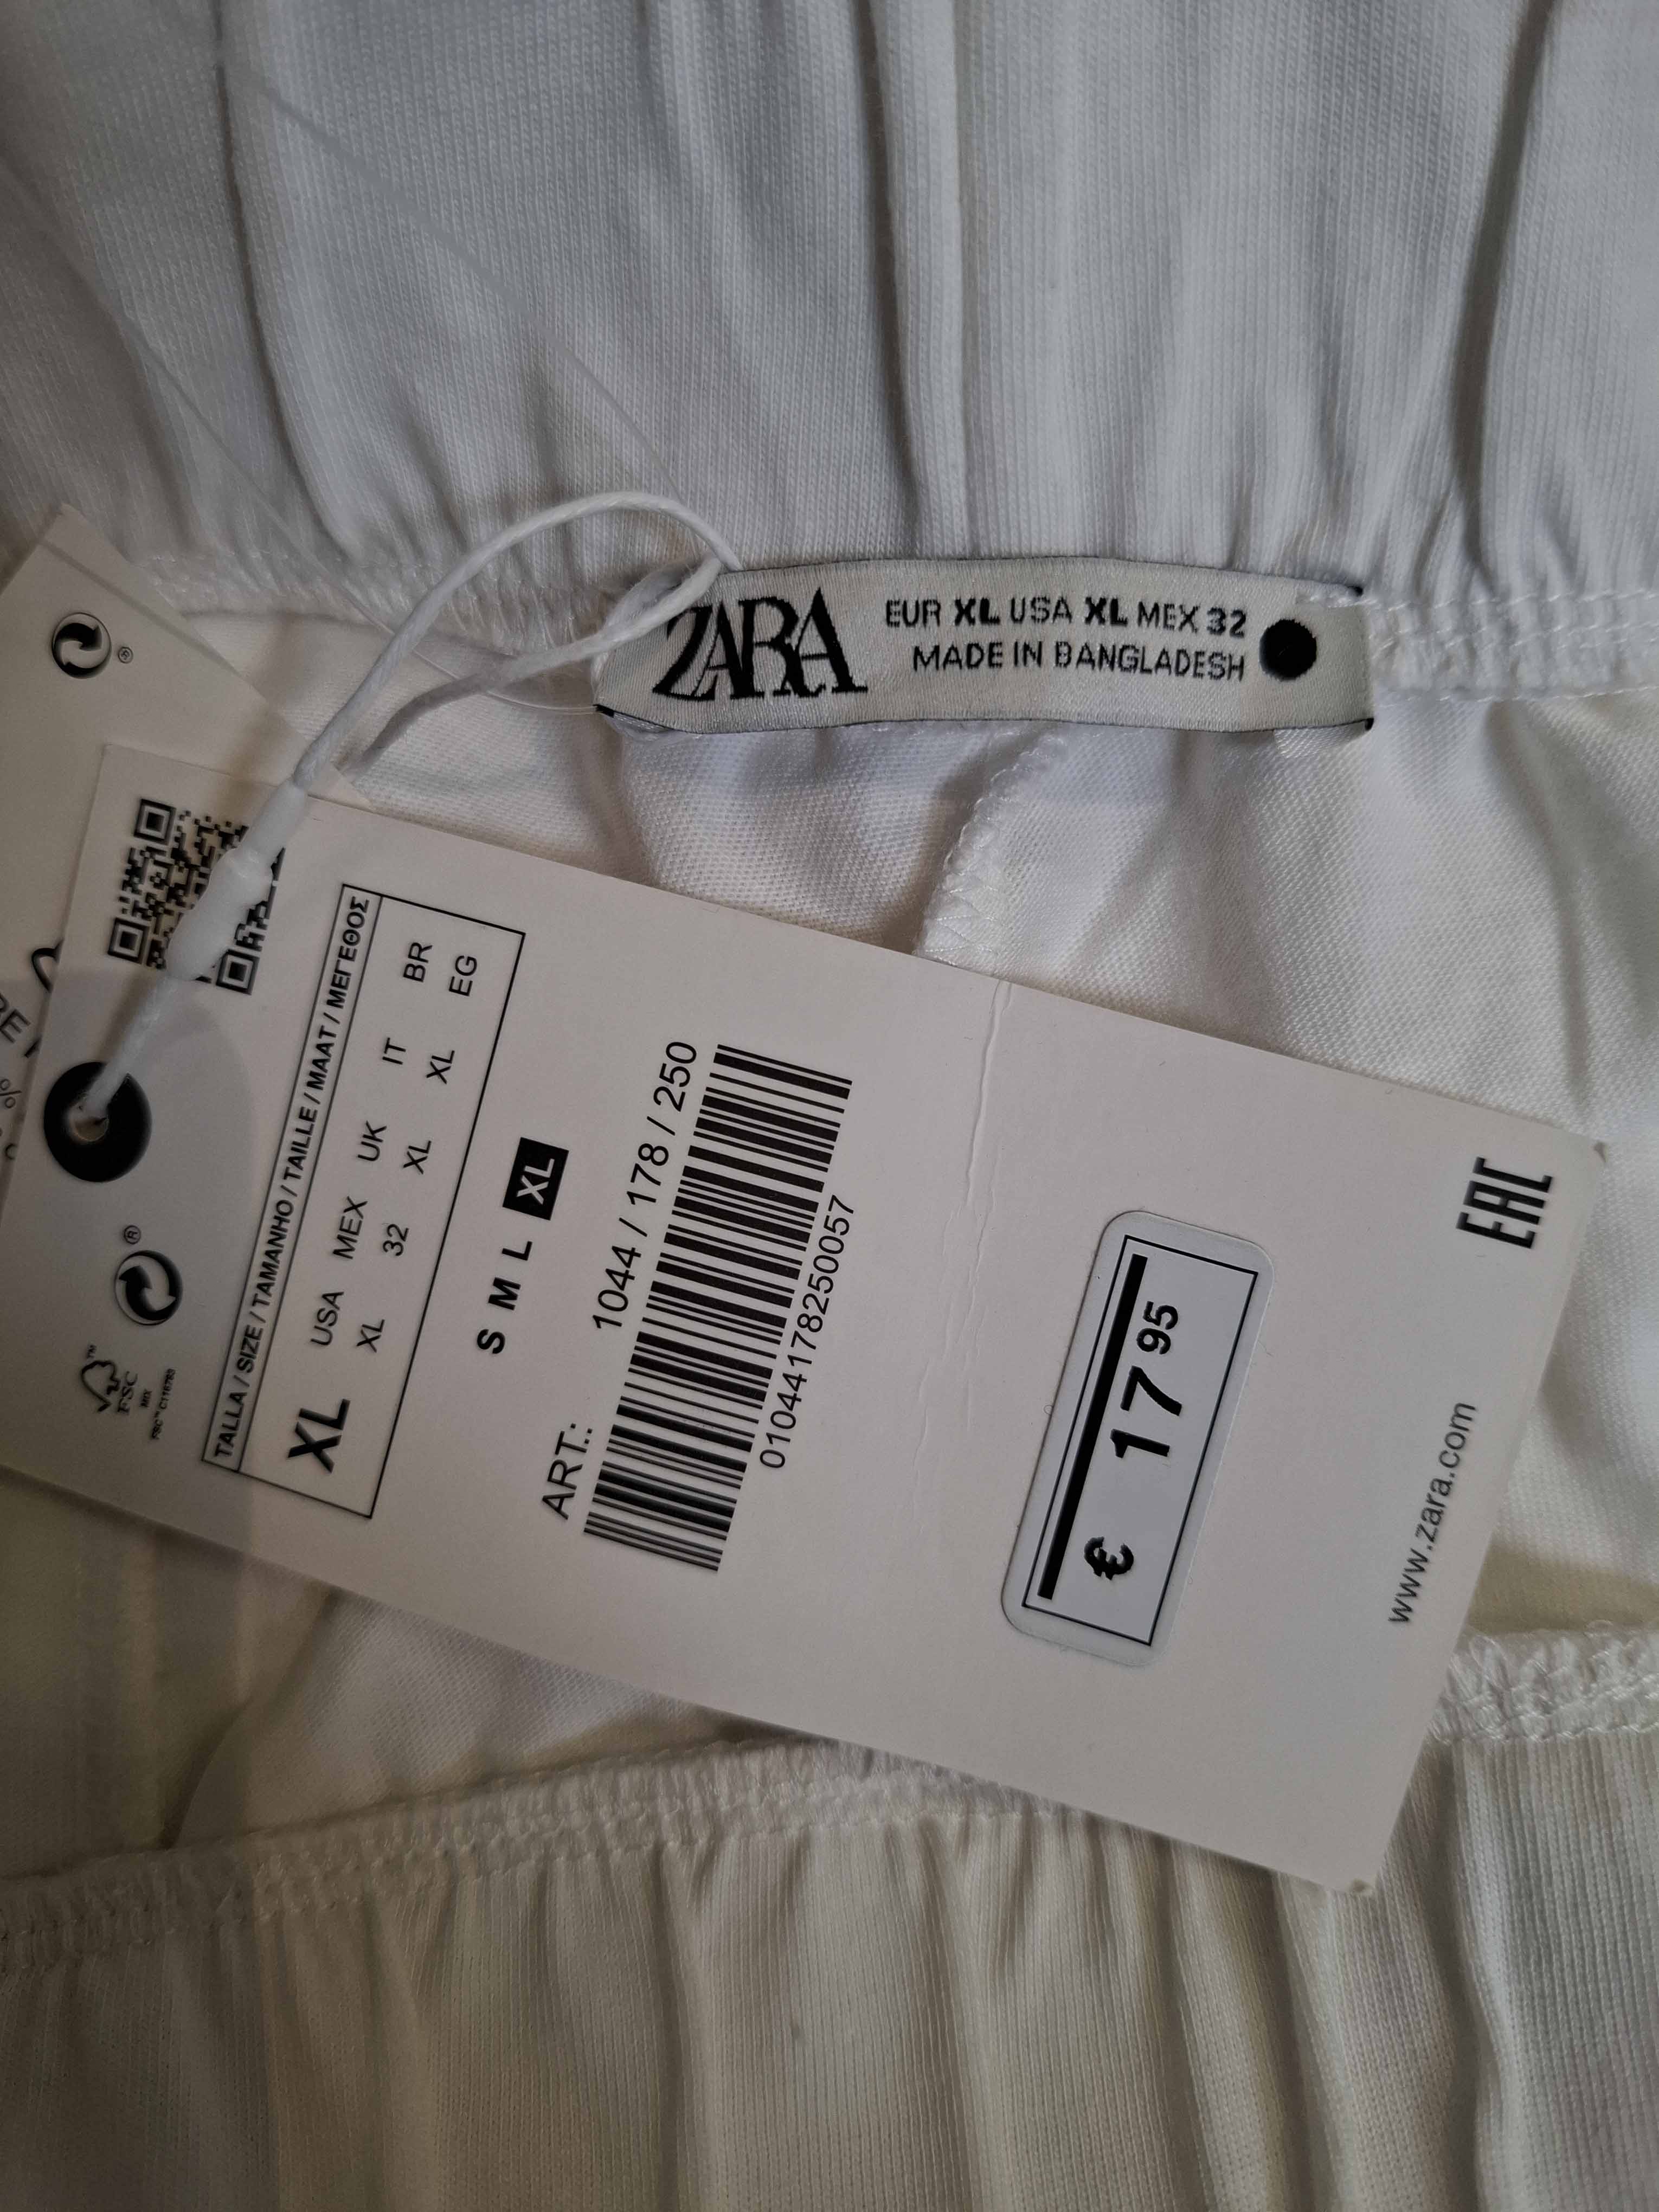 ZARA
EUR XL USA XL MEX 32
MADE IN BANGLADESH
®
®
FSC
MIX
TALLA / SIZE / TAMANHO / TAILLE / MAAT / ΜΕΓΕΘΟΣ
XL
USA MEX UK IT BR
XL 32 XL XL EG
S M L XL
ART.: 1044 / 178 / 250
01044178250057
€ 17 95
www.zara.com
EAC